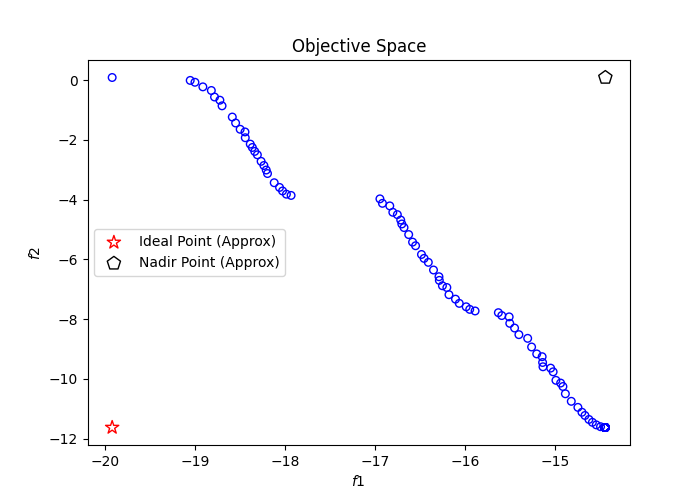 Objective Space
0
−2
−4
−6
−8
−10
−12
f2
Ideal Point (Approx)
Nadir Point (Approx)
−20
−19
−18
−17
−16
−15
f1